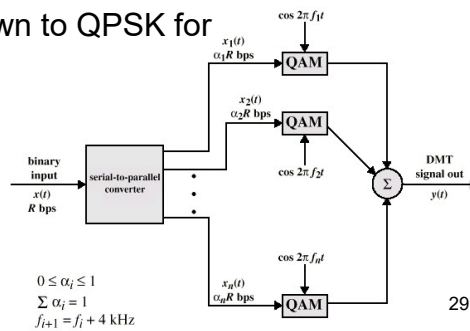 wn to QPSK for
cos 2πf₁t
x₁(t)
α₁R bps
QAM
x₂(t)
α₂R bps
QAM
cos 2πf₂t
binary
input
x(t)
R bps
serial-to-parallel
converter
DMT
signal out
y(t)
Σ
cos 2πfₙt
xₙ(t)
αₙR bps
QAM
0 ≤ αᵢ ≤ 1
Σ αᵢ = 1
fᵢ₊₁ = fᵢ + 4 kHz
29